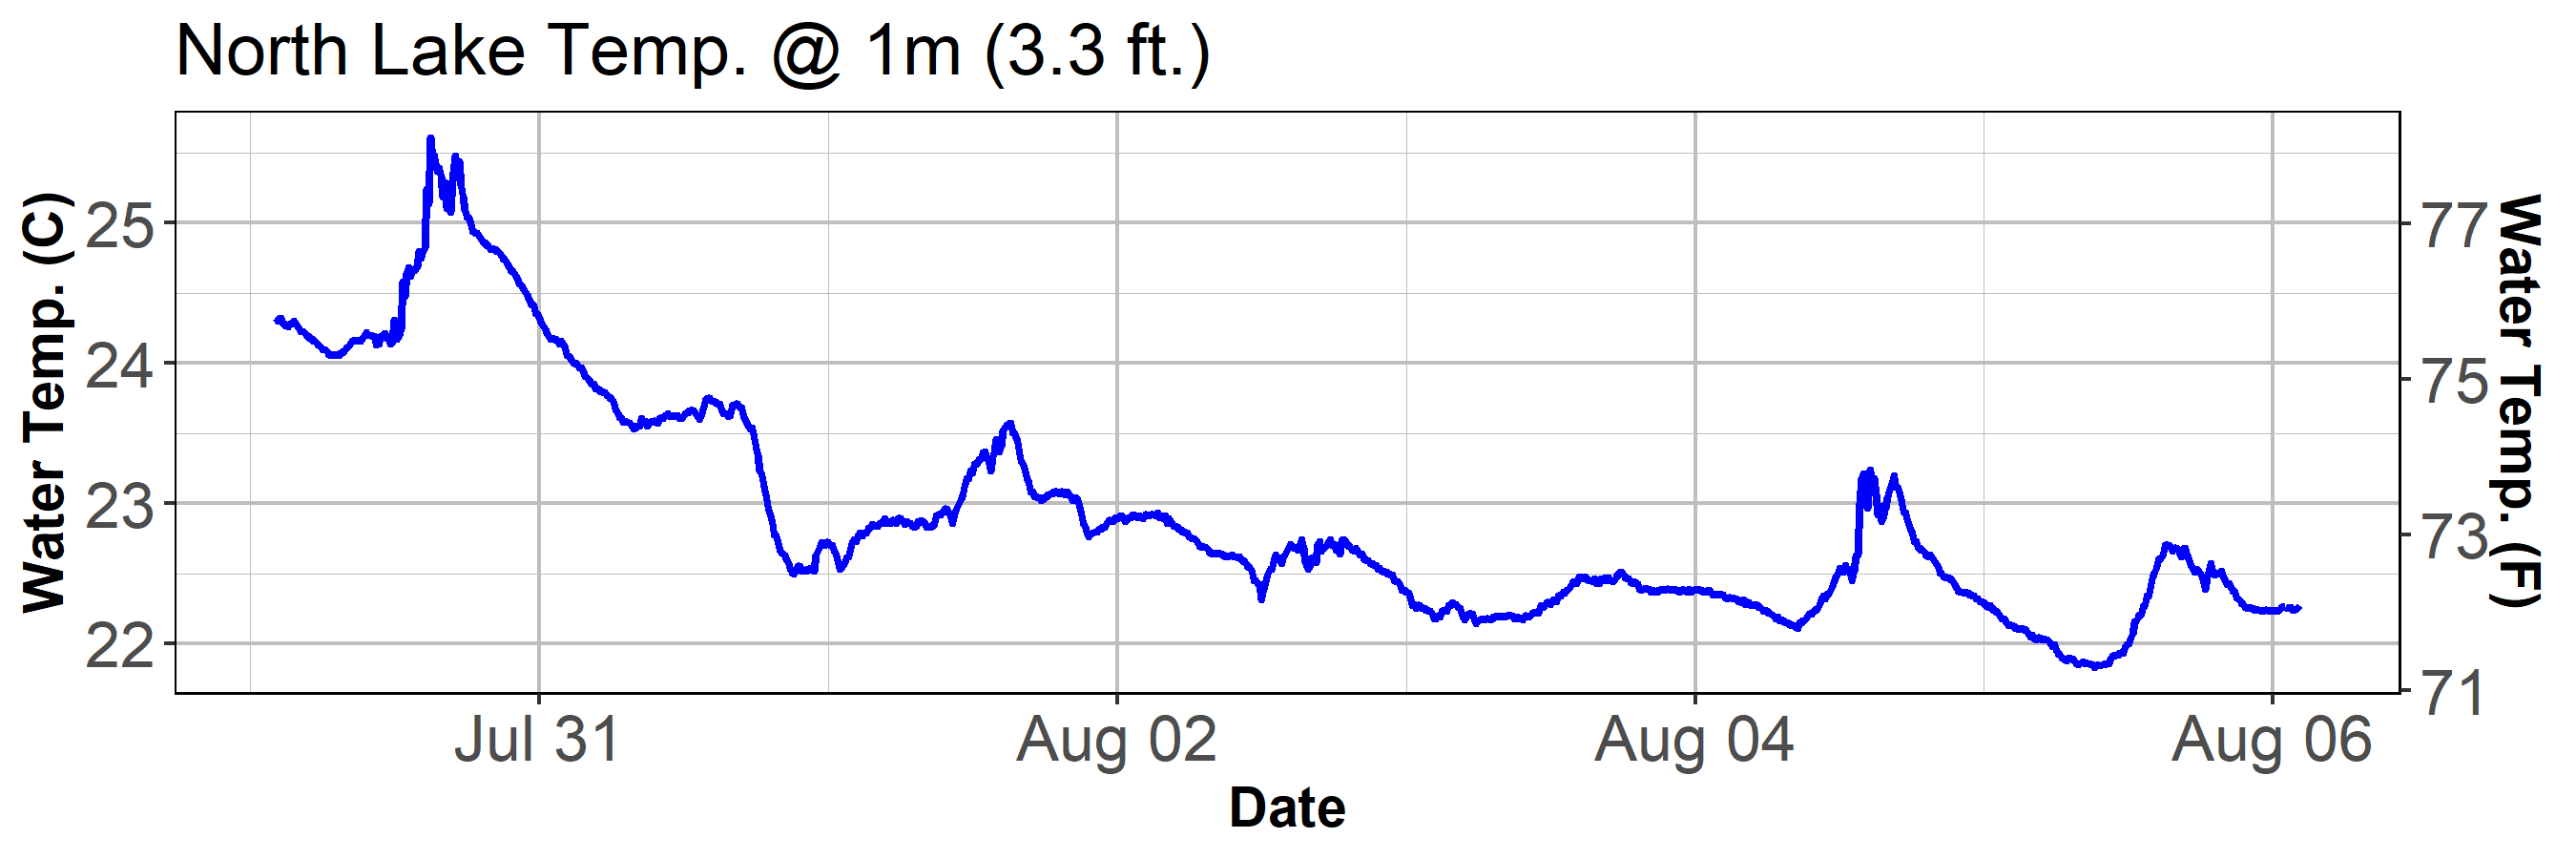 North Lake Temp. @ 1m (3.3 ft.)
Water Temp. (C)
25
24
23
22
77
75
73
71
Water Temp. (F)
Jul 31 Aug 02 Aug 04 Aug 06
Date